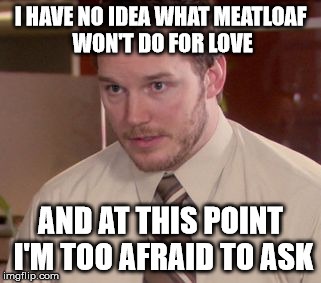 I HAVE NO IDEA WHAT MEATLOAF
WON'T DO FOR LOVE
AND AT THIS POINT
I'M TOO AFRAID TO ASK
imgflip.com